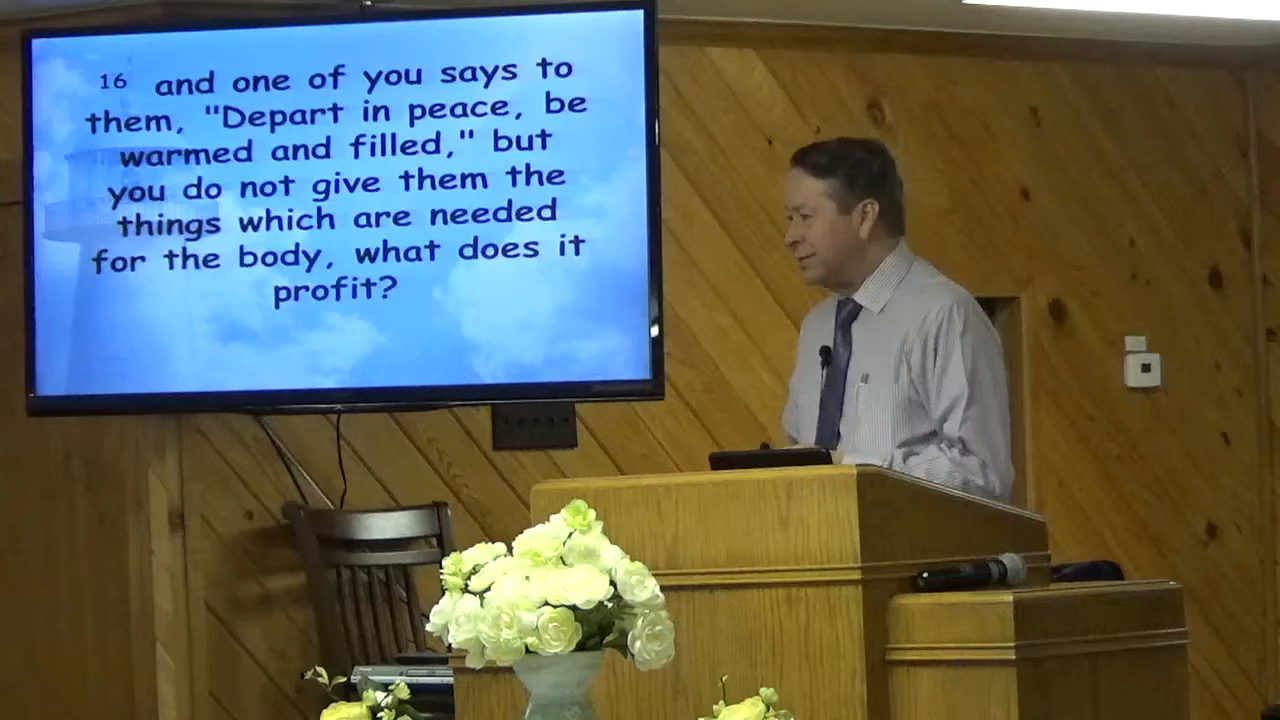 16 and one of you says to
them, "Depart in peace, be
warmed and filled," but
you do not give them the
things which are needed
for the body, what does it
profit?